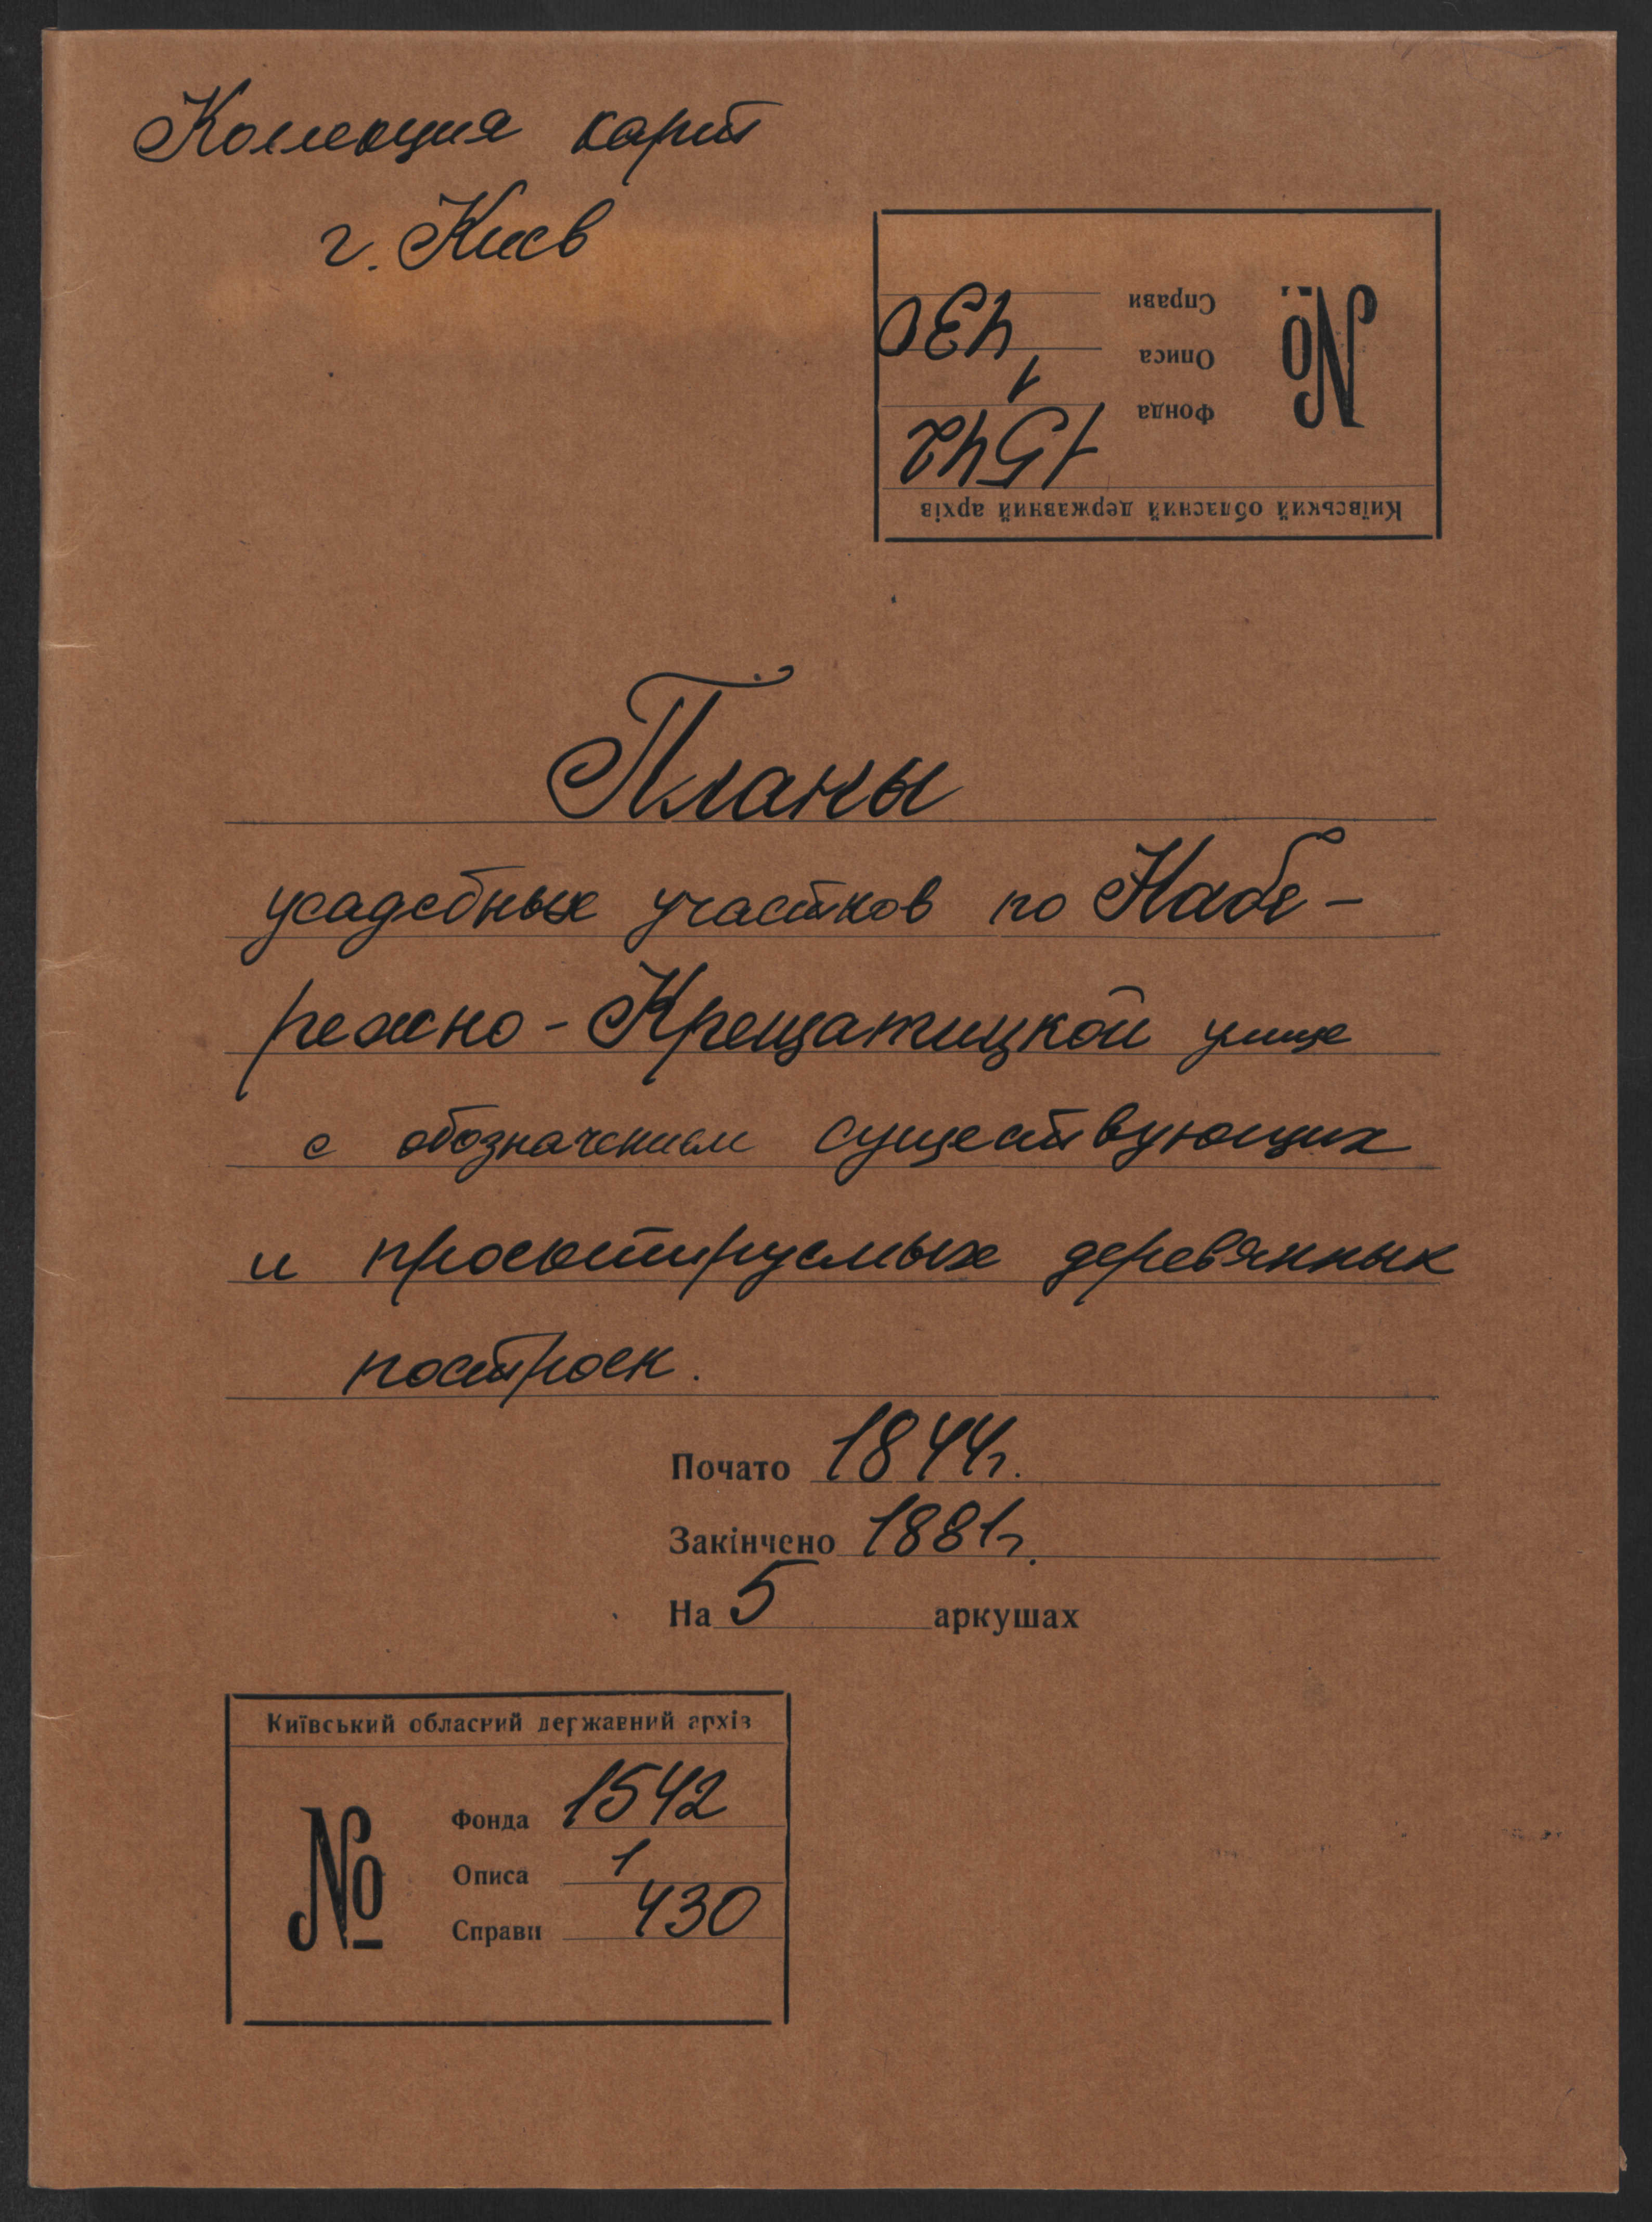 Коллекция карт
г. Киев
Київський обласний державний архів
№
Фонда 1542
Описа 1
Справи 430
Планы
усадебных участков по Набе-
режно-Крещатицкой улице
с обозначением существующих
и проектируемых деревянных
построек.
Почато 1844г.
Закінчено 1881г.
На 5 аркушах
Київський обласний державний архів
№
Фонда 1542
Описа 1
Справи 430